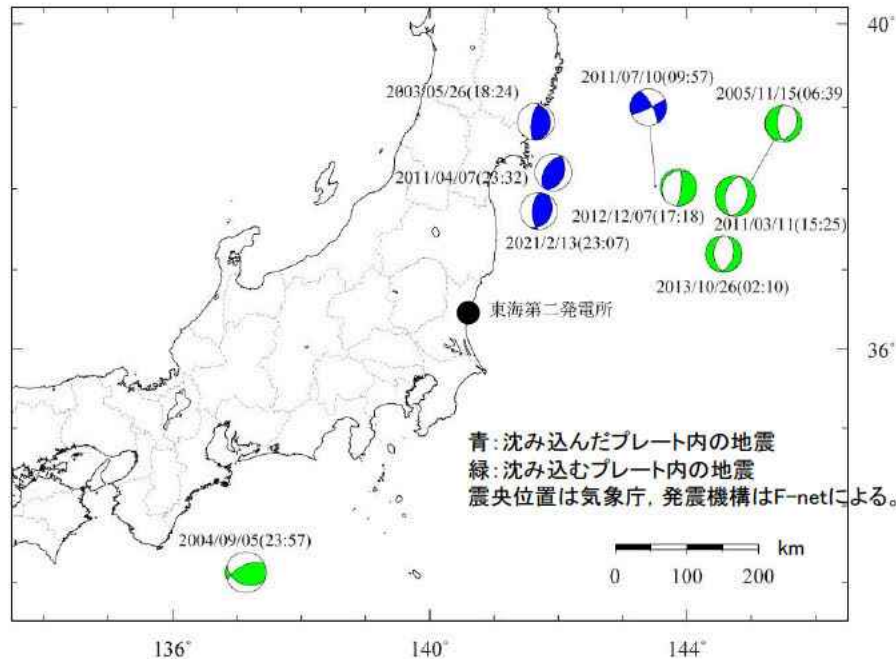 40°
2011/07/10(09:57)
2003/05/26(18:24)
2005/11/15(06:39
2011/04/07(23:32)
2012/12/07(17:18)
2011/03/11(15:25)
2021/2/13(23:07)
2013/10/26(02:10)
東海第二発電所
36°
青:沈み込んだプレート内の地震
緑:沈み込むプレート内の地震
震央位置は気象庁，発震機構はF-netによる。
2004/09/05(23:57)
km
0 100 200
136° 140° 144°